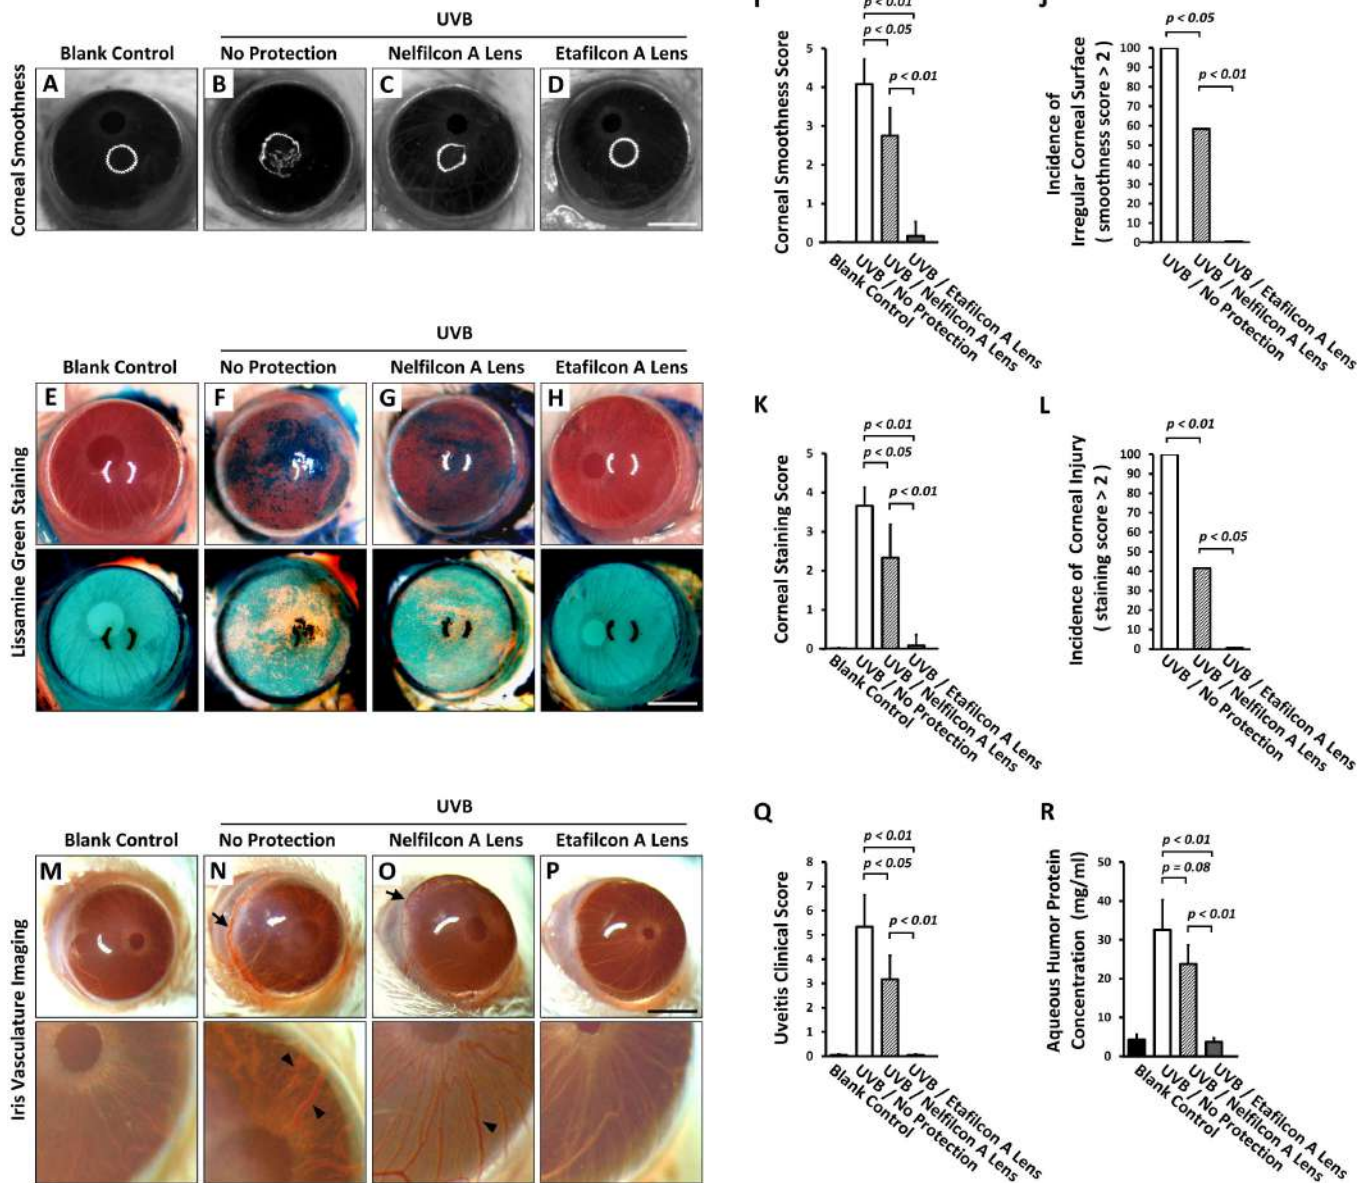 UVB
Blank Control No Protection Nelfilcon A Lens Etafilcon A Lens
Corneal Smoothness
A B C D
p < 0.01
p < 0.05
p < 0.01
Corneal Smoothness Score
5
4
3
2
1
0
Blank Control
UVB / No Protection
UVB / Nelfilcon A Lens
UVB / Etafilcon A Lens
J
p < 0.05
p < 0.01
Incidence of
Irregular Corneal Surface
( smoothness score > 2 )
100
90
80
70
60
50
40
30
20
10
0
UVB / No Protection
UVB / Nelfilcon A Lens
UVB / Etafilcon A Lens
UVB
Blank Control No Protection Nelfilcon A Lens Etafilcon A Lens
Lissamine Green Staining
E F G H
K
p < 0.01
p < 0.05
p < 0.01
Corneal Staining Score
5
4
3
2
1
0
Blank Control
UVB / No Protection
UVB / Nelfilcon A Lens
UVB / Etafilcon A Lens
L
p < 0.01
p < 0.05
Incidence of Corneal Injury
( staining score > 2 )
100
90
80
70
60
50
40
30
20
10
0
UVB / No Protection
UVB / Nelfilcon A Lens
UVB / Etafilcon A Lens
UVB
Blank Control No Protection Nelfilcon A Lens Etafilcon A Lens
Iris Vasculature Imaging
M N O P
Q
p < 0.01
p < 0.05
p < 0.01
Uveitis Clinical Score
8
7
6
5
4
3
2
1
0
Blank Control
UVB / No Protection
UVB / Nelfilcon A Lens
UVB / Etafilcon A Lens
R
p < 0.01
p = 0.08
p < 0.01
Aqueous Humor Protein
Concentration (mg/ml)
50
40
30
20
10
0
Blank Control
UVB / No Protection
UVB / Nelfilcon A Lens
UVB / Etafilcon A Lens